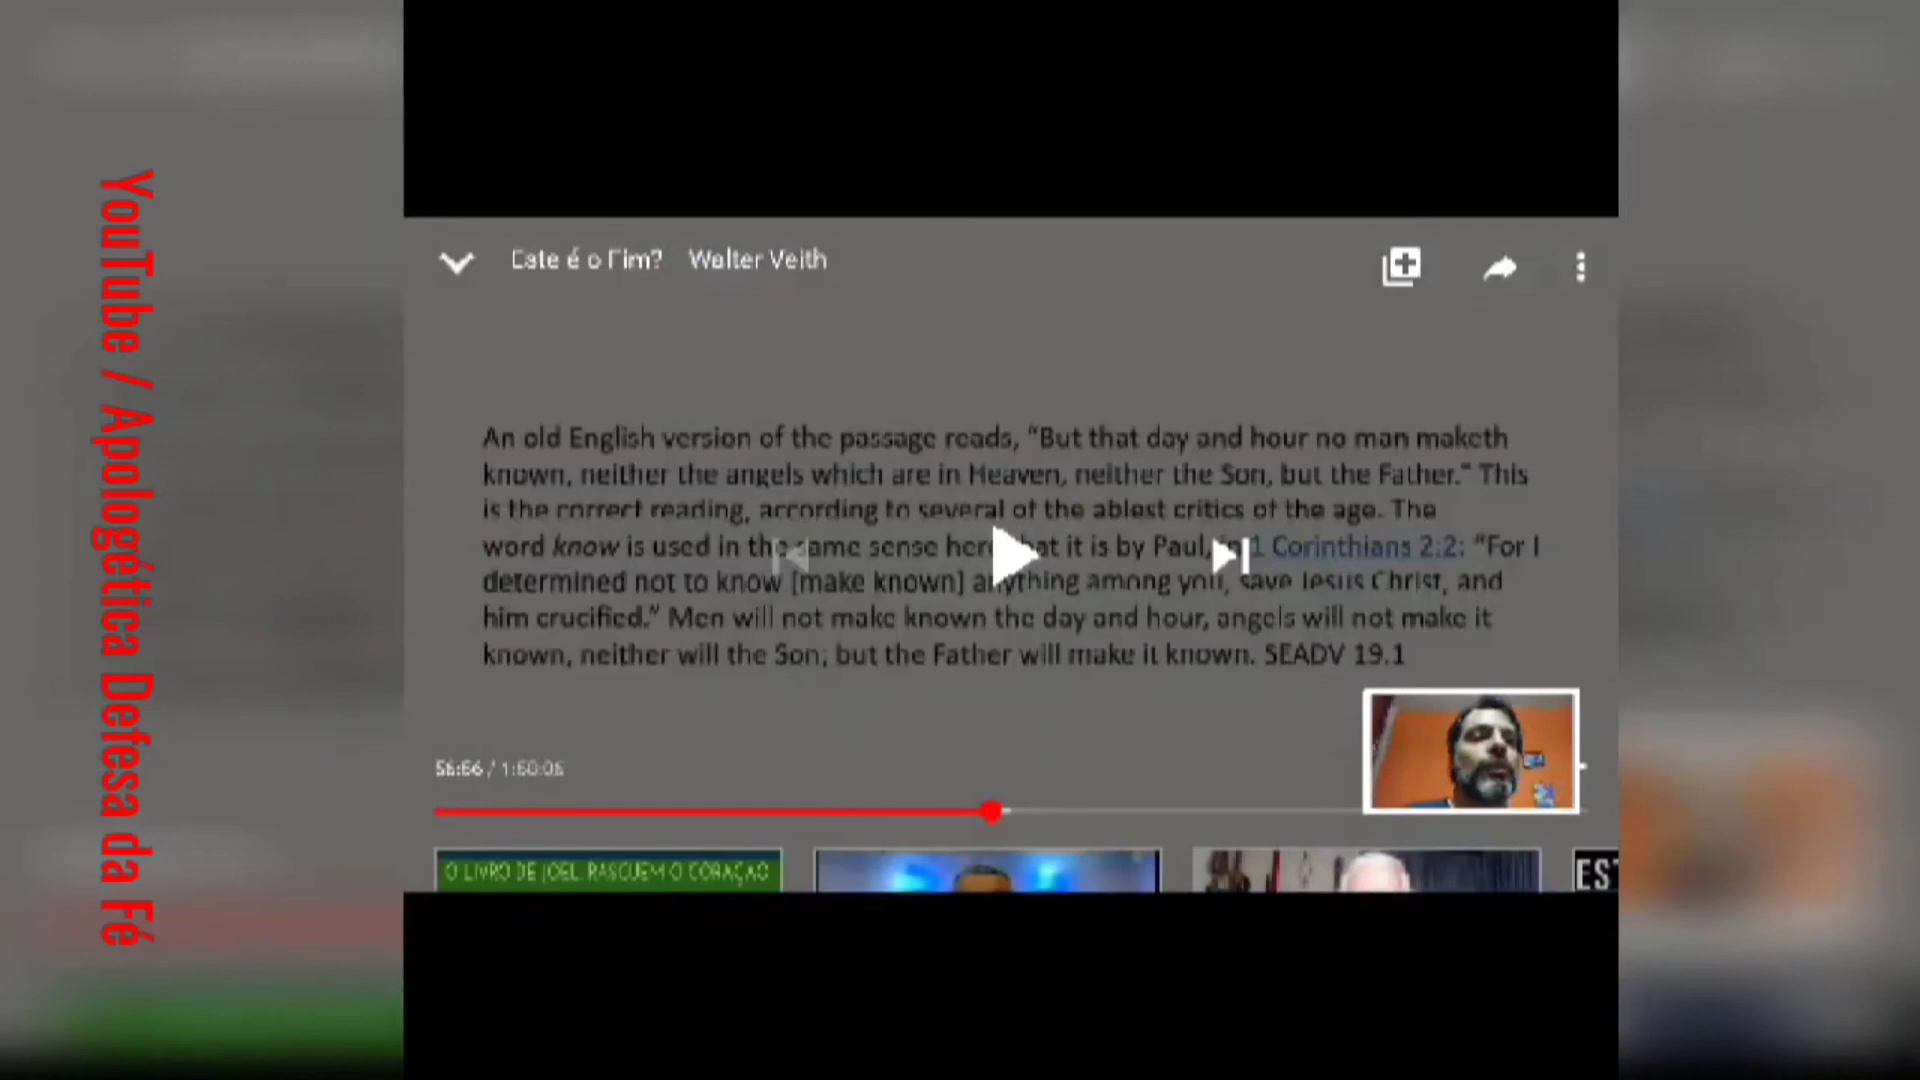 YouTube / Apologética Defesa da Fé
Este é o Fim? Walter Veith
An old English version of the passage reads, "But that day and hour no man maketh
known, neither the angels which are in Heaven, neither the Son, but the Father." This
is the correct reading, according to several of the ablest critics of the age. The
word know is used in the same sense here that it is by Paul, in 1 Corinthians 2:2: "For I
determined not to know [make known] anything among you, save Jesus Christ, and
him crucified." Men will not make known the day and hour, angels will not make it
known, neither will the Son; but the Father will make it known. SEADV 19.1
O LIVRO DE JOEL, RASGUEM O CORAÇÃO
EST